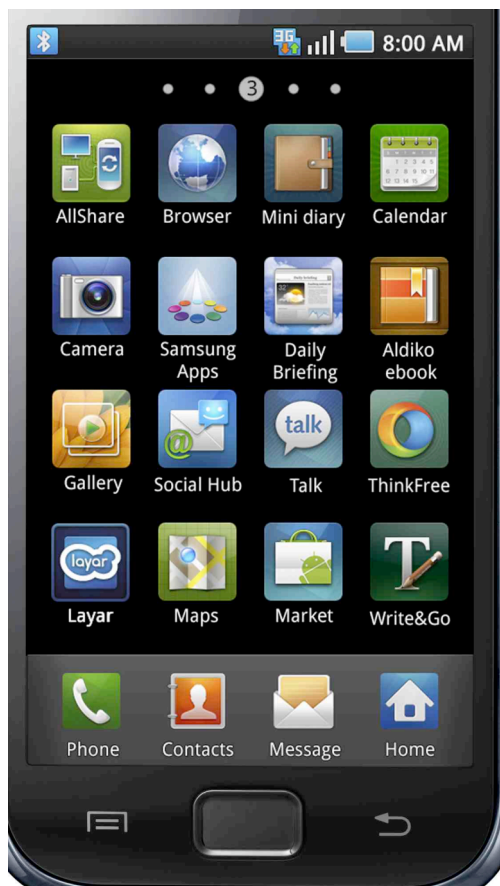 3G 8:00 AM
3
AllShare Browser Mini diary Calendar
Camera Samsung Daily Aldiko
Apps Briefing ebook
talk
Gallery Social Hub Talk ThinkFree
layar
Layar Maps Market Write&Go
Phone Contacts Message Home